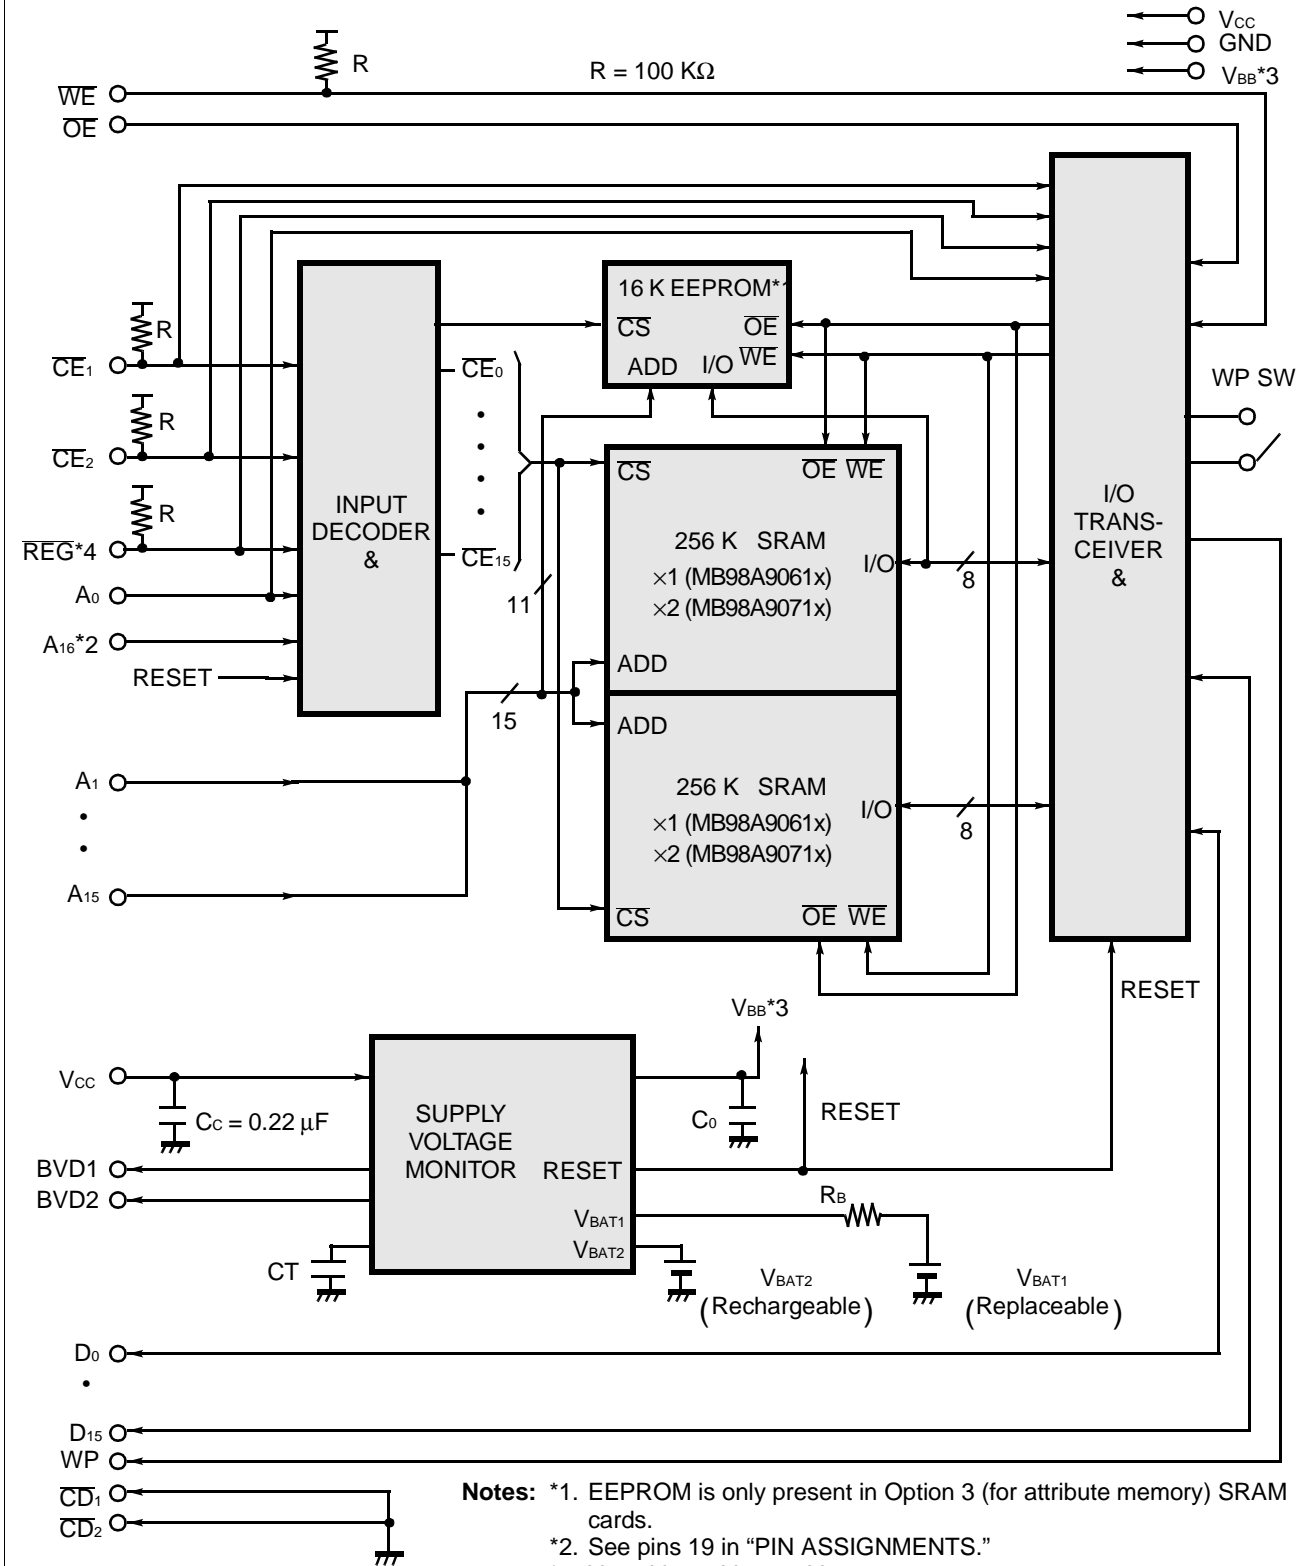 VCC
GND
VBB*3
R
R = 100 KΩ
WE
OE
16 K EEPROM*
CS
OE
WE
ADD
I/O
R
CE1
R
CE2
R
REG*4
A0
A16*2
RESET
INPUT
DECODER
&
CE0
CE15
11
15
CS
OE WE
256 K SRAM
×1 (MB98A9061x)
×2 (MB98A9071x)
I/O
8
ADD
ADD
256 K SRAM
×1 (MB98A9061x)
×2 (MB98A9071x)
I/O
8
CS
OE WE
I/O
TRANS-
CEIVER
&
WP SW
RESET
A1
A15
VBB*3
VCC
CC = 0.22 µF
C0
RESET
SUPPLY
VOLTAGE
MONITOR
RESET
BVD1
BVD2
VBAT1
VBAT2
RB
CT
VBAT2
(Rechargeable)
VBAT1
(Replaceable)
D0
D15
WP
CD1
CD2
Notes: *1. EEPROM is only present in Option 3 (for attribute memory) SRAM
cards.
*2. See pins 19 in “PIN ASSIGNMENTS.”